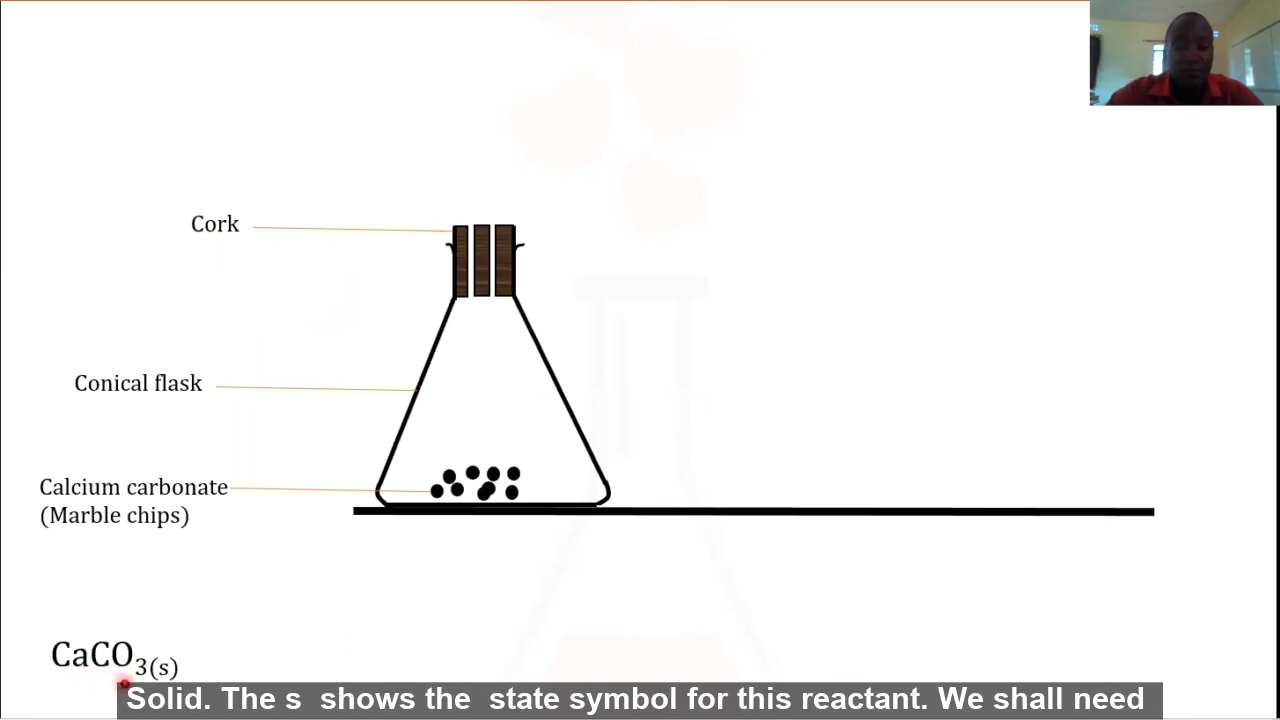 Cork
Conical flask
Calcium carbonate
(Marble chips)
CaCO3(s)
Solid. The s shows the state symbol for this reactant. We shall need